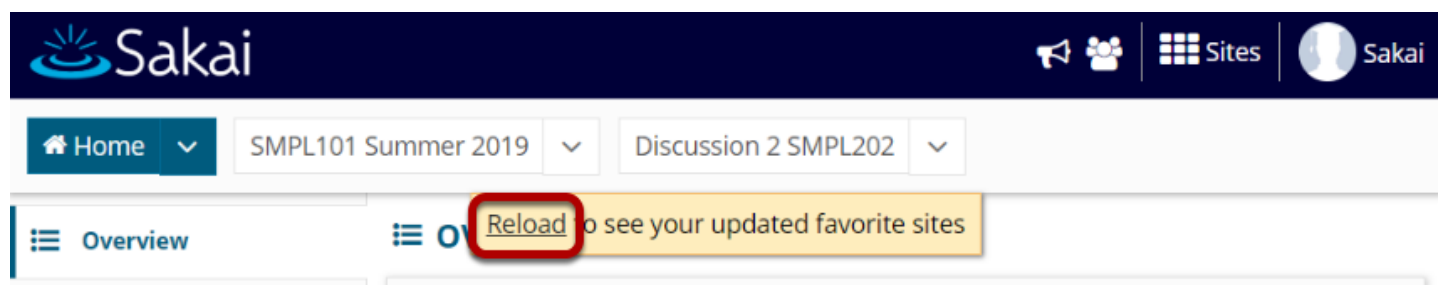 Sakai
Sites
Sakai
Home
SMPL101 Summer 2019
Discussion 2 SMPL202
Reload to see your updated favorite sites
Overview